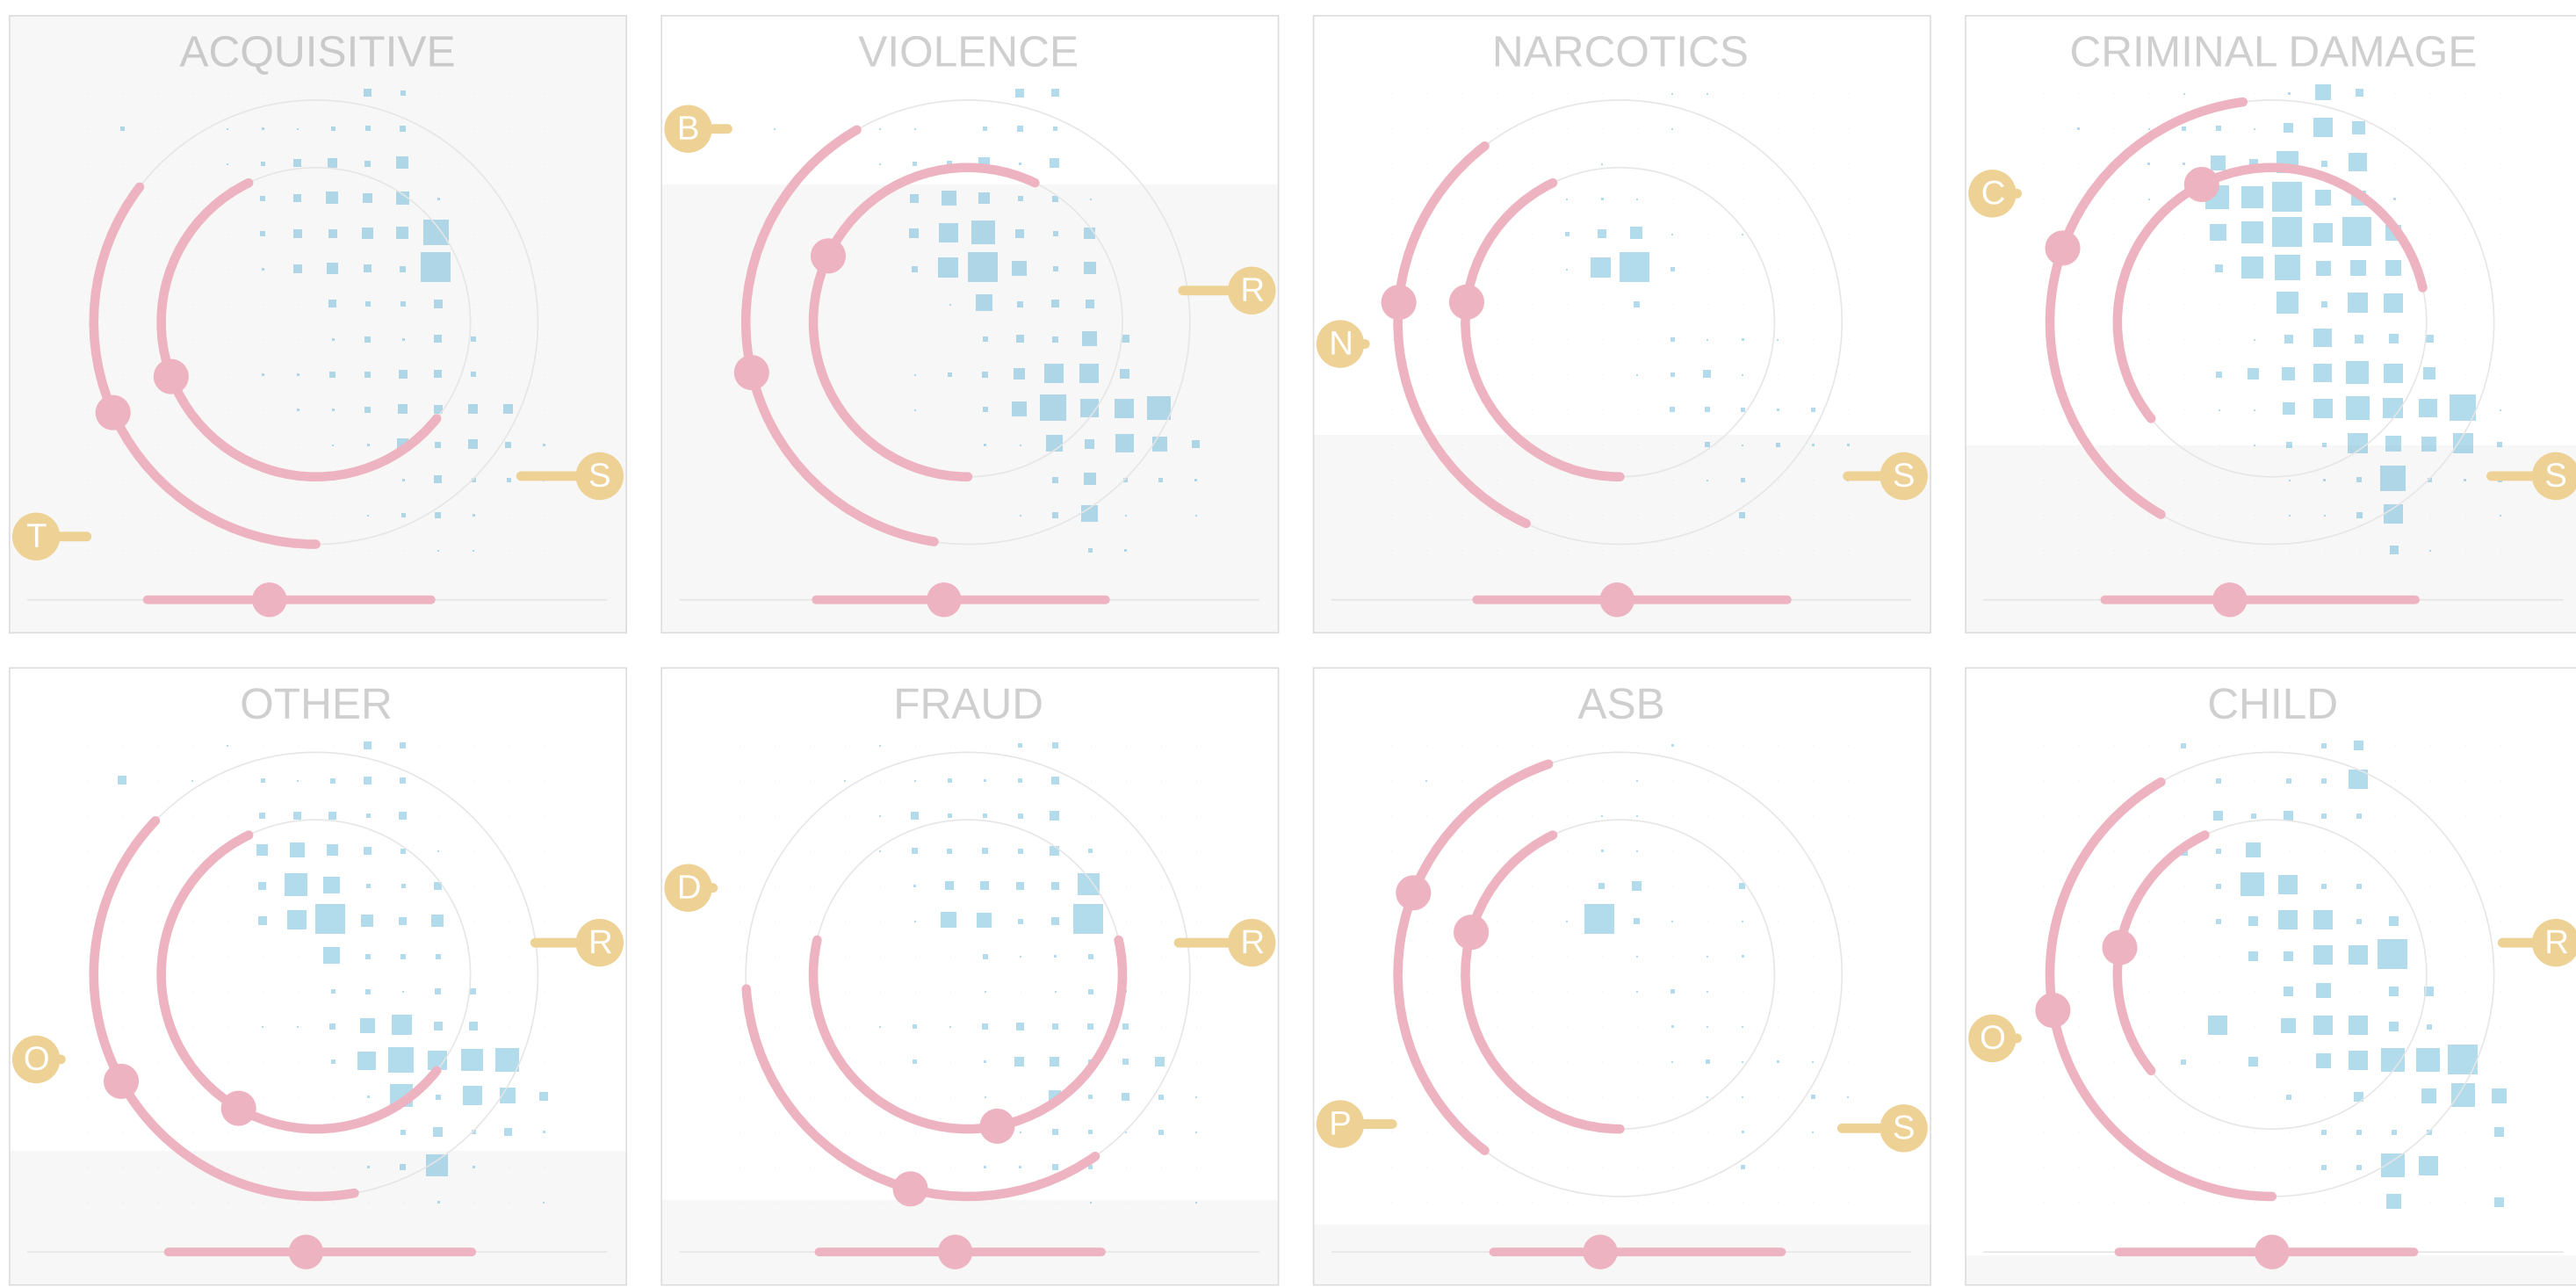 ACQUISITIVE
T
S
VIOLENCE
B
R
NARCOTICS
N
S
CRIMINAL DAMAGE
C
S
OTHER
R
O
FRAUD
D
R
ASB
P
S
CHILD
R
O